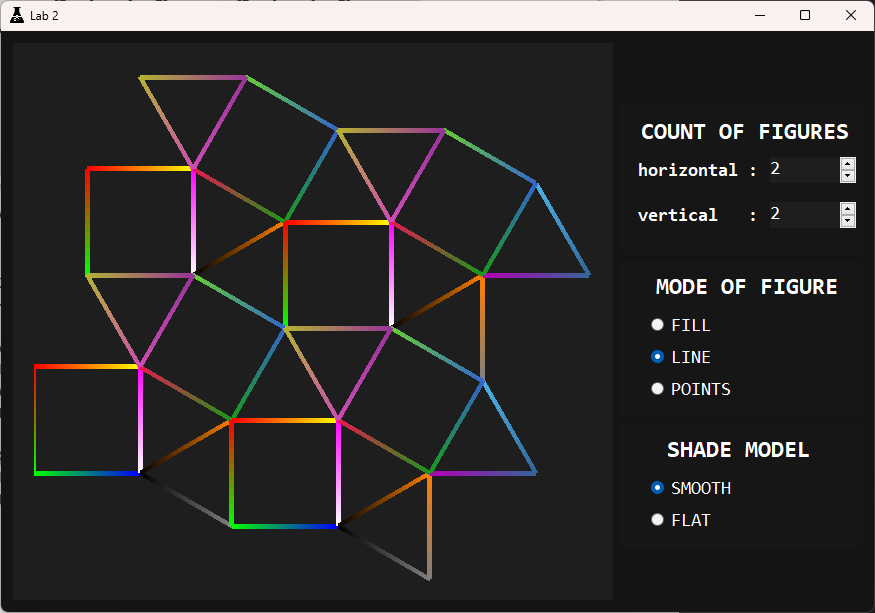 Lab 2
COUNT OF FIGURES
horizontal : 2
vertical : 2
MODE OF FIGURE
FILL
LINE
POINTS
SHADE MODEL
SMOOTH
FLAT